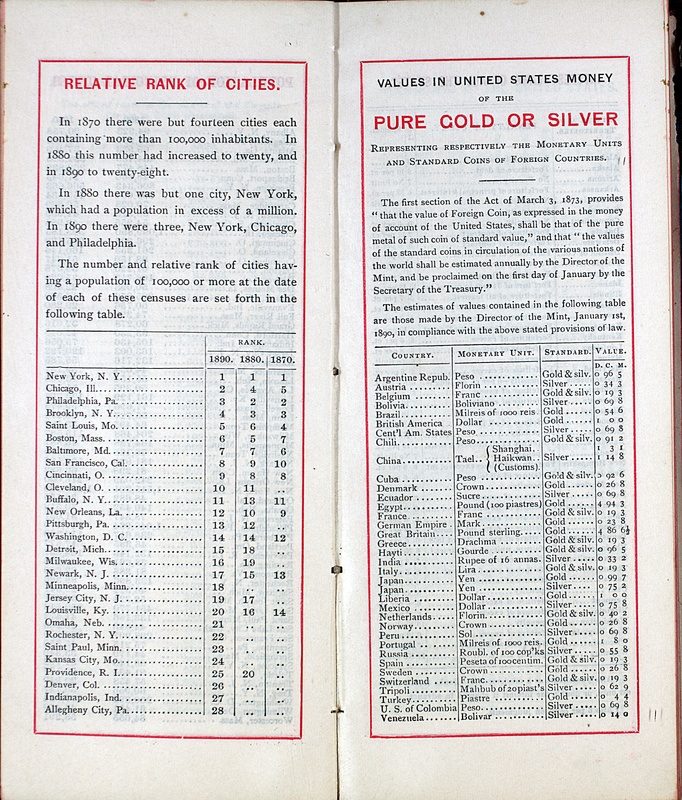 RELATIVE RANK OF CITIES.
In 1870 there were but fourteen cities each
containing more than 100,000 inhabitants. In
1880 this number had increased to twenty, and
in 1890 to twenty-eight.
In 1880 there was but one city, New York,
which had a population in excess of a million.
In 1890 there were three, New York, Chicago,
and Philadelphia.
The number and relative rank of cities hav-
ing a population of 100,000 or more at the date
of each of these censuses are set forth in the
following table.
RANK.
1890. 1880. 1870.
New York, N. Y. 1 1 1
Chicago, Ill. 2 4 5
Philadelphia, Pa. 3 2 2
Brooklyn, N. Y. 4 3 3
Saint Louis, Mo. 5 6 4
Boston, Mass. 6 5 7
Baltimore, Md. 7 7 6
San Francisco, Cal. 8 9 10
Cincinnati, O. 9 8 8
Cleveland, O. 10 11 ..
Buffalo, N. Y. 11 13 11
New Orleans, La. 12 10 9
Pittsburg, Pa. 13 12 ..
Washington, D. C. 14 14 12
Detroit, Mich. 15 18 ..
Milwaukee, Wis. 16 19 ..
Newark, N. J. 17 15 13
Minneapolis, Minn. 18 .. ..
Jersey City, N. J. 19 17 ..
Louisville, Ky. 20 16 14
Omaha, Neb. 21 .. ..
Rochester, N. Y. 22 .. ..
Saint Paul, Minn. 23 .. ..
Kansas City, Mo. 24 .. ..
Providence, R. I. 25 20 ..
Denver, Col. 26 .. ..
Indianapolis, Ind. 27 .. ..
Allegheny City, Pa. 28 .. ..
VALUES IN UNITED STATES MONEY
OF THE
PURE GOLD OR SILVER
REPRESENTING RESPECTIVELY THE MONETARY UNITS
AND STANDARD COINS OF FOREIGN COUNTRIES.
The first section of the Act of March 3, 1873, provides
"that the value of Foreign Coin, as expressed in the money
of account of the United States, shall be that of the pure
metal of such coin of standard value," and that "the values
of the standard coins in circulation of the various nations of
the world shall be estimated annually by the Director of the
Mint, and be proclaimed on the first day of January by the
Secretary of the Treasury."
The estimates of values contained in the following table
are those made by the Director of the Mint, January 1st,
1890, in compliance with the above stated provisions of law.
COUNTRY. MONETARY UNIT. STANDARD. VALUE.
D. C. M.
Argentine Repub. Peso Gold & silv. 0 96 5
Austria Florin Silver 0 34 3
Belgium Franc Gold & silv. 0 19 3
Bolivia Boliviano Silver 0 69 8
Brazil Milreis of 1000 reis Gold 0 54 6
British America Dollar Gold 1 0 0
Cent'l Am. States Peso Silver 0 69 8
Chili Peso Gold & silv. 0 91 2
China Tael { Shanghai. Silver 1 3 1
Haikwan. 1 14 8
(Customs).
Cuba Peso Gold & silv. 0 92 6
Denmark Crown Gold 0 26 8
Ecuador Sucre Silver 0 69 8
Egypt Pound (100 piastres) Gold 4 94 3
France Franc Gold & silv. 0 19 3
German Empire Mark Gold 0 23 8
Great Britain Pound sterling. Gold 4 86 6½
Greece Drachma Gold & silv. 0 19 3
Hayti Gourde Gold & silv. 0 96 5
India Rupee of 16 annas. Silver 0 33 2
Italy Lira Gold & silv. 0 19 3
Japan Yen Gold 0 99 7
Japan Yen Silver 0 75 2
Liberia Dollar Gold 1 0 0
Mexico Dollar Silver 0 75 8
Netherlands Florin Gold & silv. 0 40 2
Norway Crown Gold 0 26 8
Peru Sol Silver 0 69 8
Portugal Milreis of 1000 reis. Gold 1 8 0
Russia Roubl. of 100 cop'ks Silver 0 55 8
Spain Peseta of 100 centim. Gold & silv. 0 19 3
Sweden Crown Gold 0 26 8
Switzerland Franc Gold & silv. 0 19 3
Tripoli Mahbub of 20 piast's Silver 0 62 9
Turkey Piastre Gold 0 4 4
U. S. of Colombia Peso Silver 0 69 8
Venezuela Bolivar Silver 0 14 0